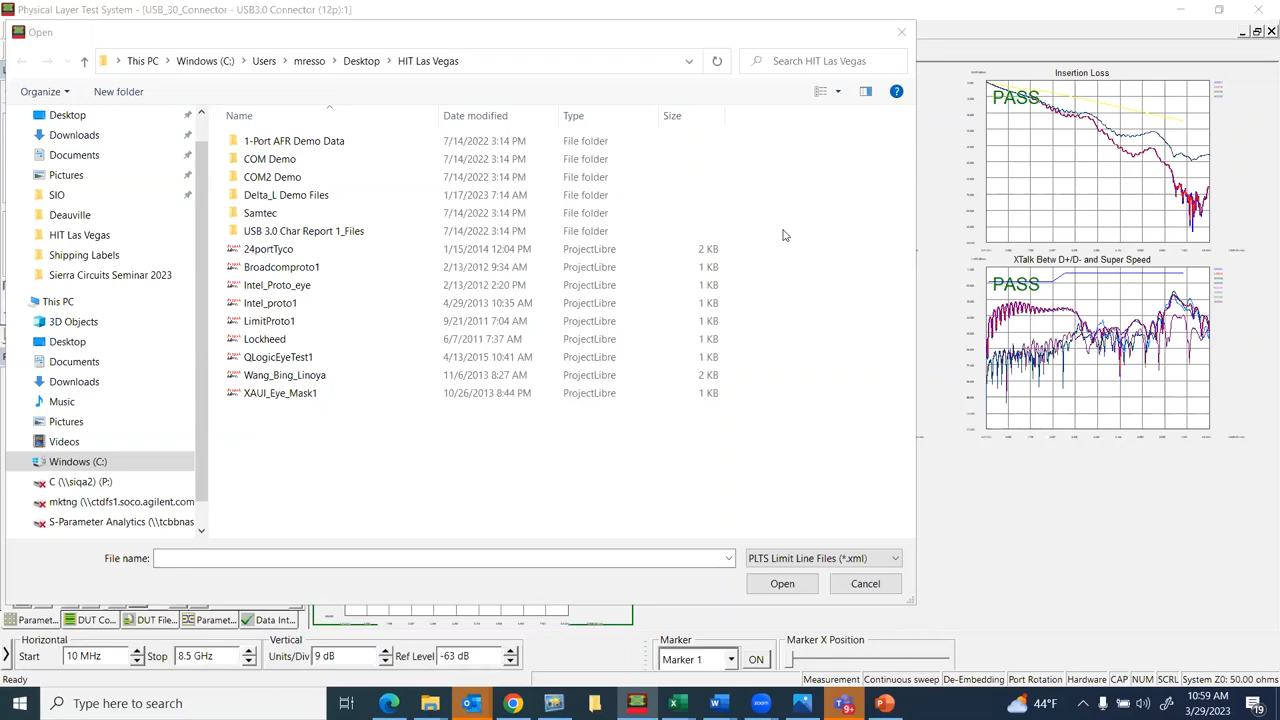 Physical Layer Test System - [USB_30_Connector - USB3.0 Connector (12p):1]
Open
This PC > Windows (C:) > Users > mresso > Desktop > HIT Las Vegas
Search HIT Las Vegas
Organize
New folder
Name Date modified Type Size
Desktop
Downloads
Documents
Pictures
SIO
Deauville
HIT Las Vegas
Shipping Labels
Sierra Circuits Seminar 2023
This PC
3D Objects
Desktop
Documents
Downloads
Music
Pictures
Videos
Windows (C:)
C (\\siqa2) (P:)
mktng (\\ctdfs1.soco.agilent.com
S-Parameter Analytics (\\tcbbnas
1-Port AFR Demo Data 7/14/2022 3:14 PM File folder
COM Demo 7/14/2022 3:14 PM File folder
COM2 Demo 7/14/2022 3:14 PM File folder
Delta L Demo Files 1/17/2023 7:14 AM File folder
Samtec 7/14/2022 3:14 PM File folder
USB 3.0 Char Report 1_Files 7/14/2022 3:14 PM File folder
24portTyco 1/15/2014 12:04 PM ProjectLibre 2 KB
Broadcomproto1 2/13/2012 9:34 AM ProjectLibre 1 KB
Intel_Proto_2 2/13/2012 2:20 PM ProjectLibre 1 KB
Intel_proto1 4/29/2013 10:35 AM ProjectLibre 1 KB
LimitProto1 9/21/2011 7:04 AM ProjectLibre 1 KB
Lockheed 6/7/2011 7:37 AM ProjectLibre 1 KB
QLogicEyeTest1 4/13/2015 10:41 AM ProjectLibre 1 KB
Wang_Ding_Linoya 11/6/2013 8:27 AM ProjectLibre 2 KB
XAUI_Eye_Mask1 10/26/2013 8:44 PM ProjectLibre 1 KB
File name:
PLTS Limit Line Files (*.xml)
Open
Cancel
Insertion Loss
PASS
XTalk Betw D+/D- and Super Speed
PASS
Paramet... DUT Co... DUT File... Paramet... Data Int...
Horizontal
Start 10 MHz Stop 8.5 GHz
Vertical
Units/Div 9 dB Ref Level -63 dB
Marker
Marker 1 ON
Marker X Position
Ready
Measurement Continuous sweep De-Embedding Port Rotation Hardware CAP NUM SCRL System Z0: 50.00 ohms
Type here to search
9+
44°F
10:59 AM
3/29/2023
19